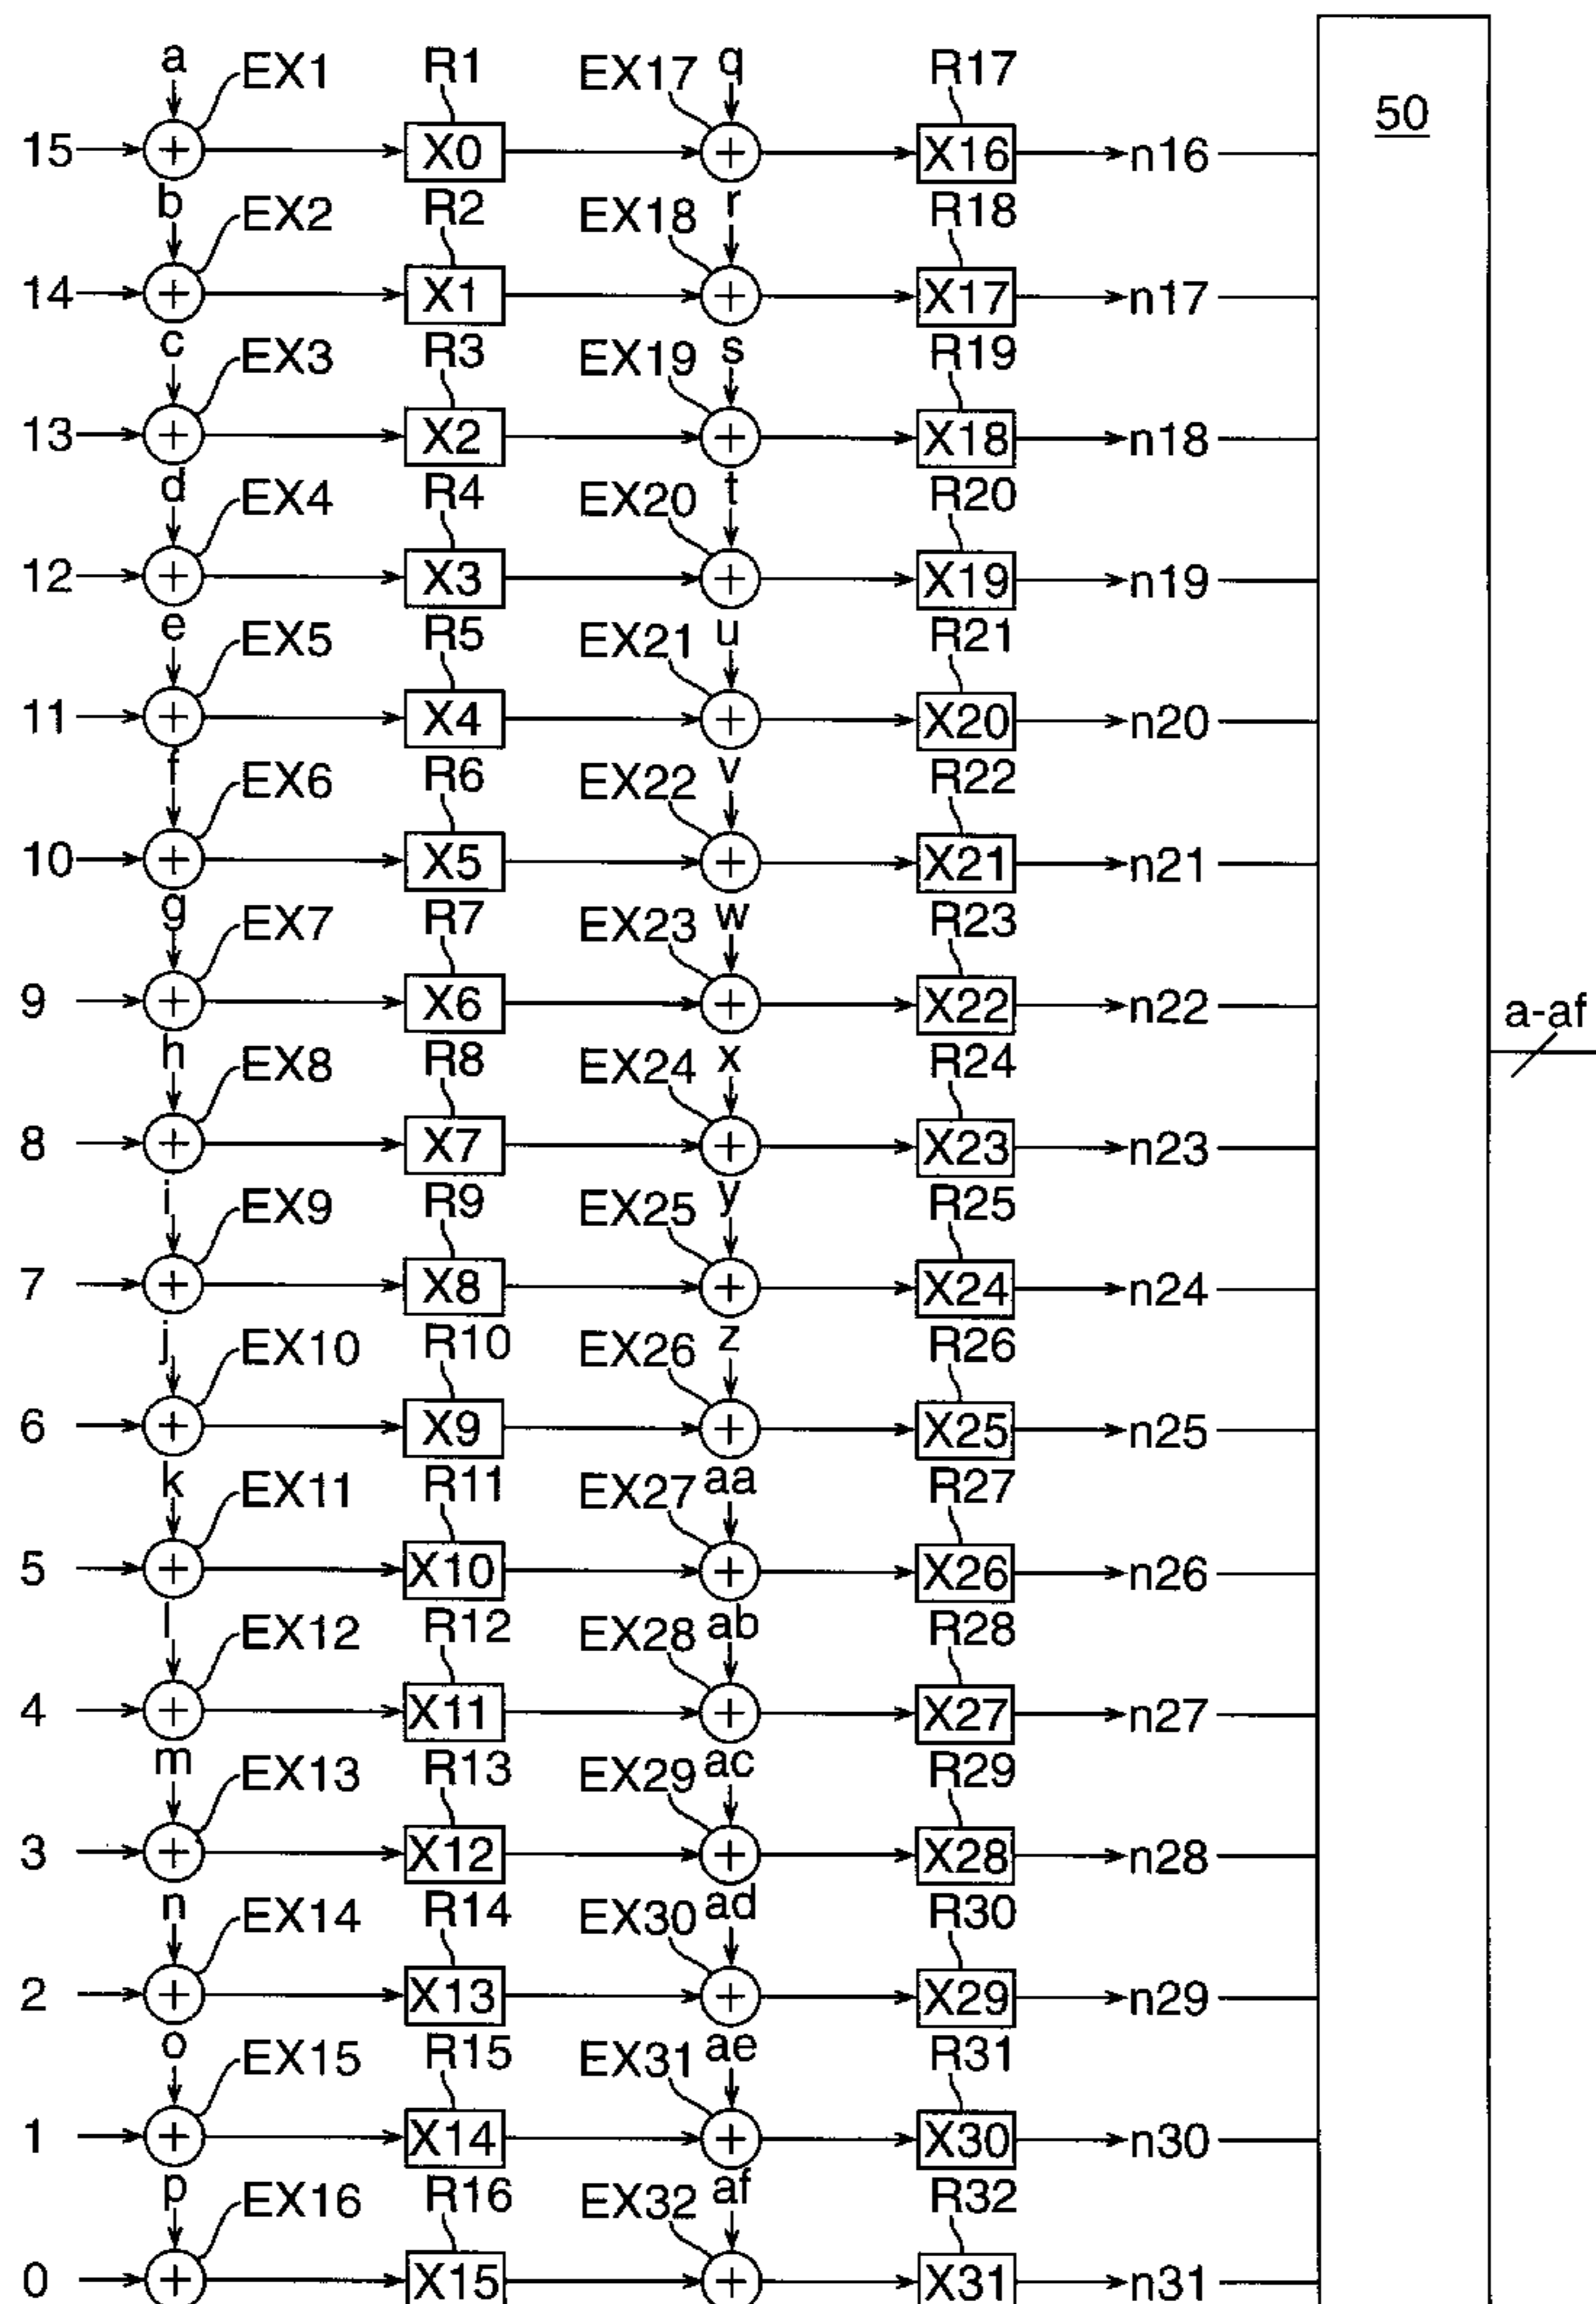 a EX1 R1 EX17 q R17
50
15 + X0 + X16 n16
b EX2 R2 EX18 r R18
14 + X1 + X17 n17
c EX3 R3 EX19 s R19
13 + X2 + X18 n18
d EX4 R4 EX20 t R20
12 + X3 + X19 n19
e EX5 R5 EX21 u R21
11 + X4 + X20 n20
f EX6 R6 EX22 v R22
10 + X5 + X21 n21
g EX7 R7 EX23 w R23
9 + X6 + X22 n22
a-af
h EX8 R8 EX24 x R24
8 + X7 + X23 n23
i EX9 R9 EX25 y R25
7 + X8 + X24 n24
j EX10 R10 EX26 z R26
6 + X9 + X25 n25
k EX11 R11 EX27 aa R27
5 + X10 + X26 n26
l EX12 R12 EX28 ab R28
4 + X11 + X27 n27
m EX13 R13 EX29 ac R29
3 + X12 + X28 n28
n EX14 R14 EX30 ad R30
2 + X13 + X29 n29
o EX15 R15 EX31 ae R31
1 + X14 + X30 n30
p EX16 R16 EX32 af R32
0 + X15 + X31 n31